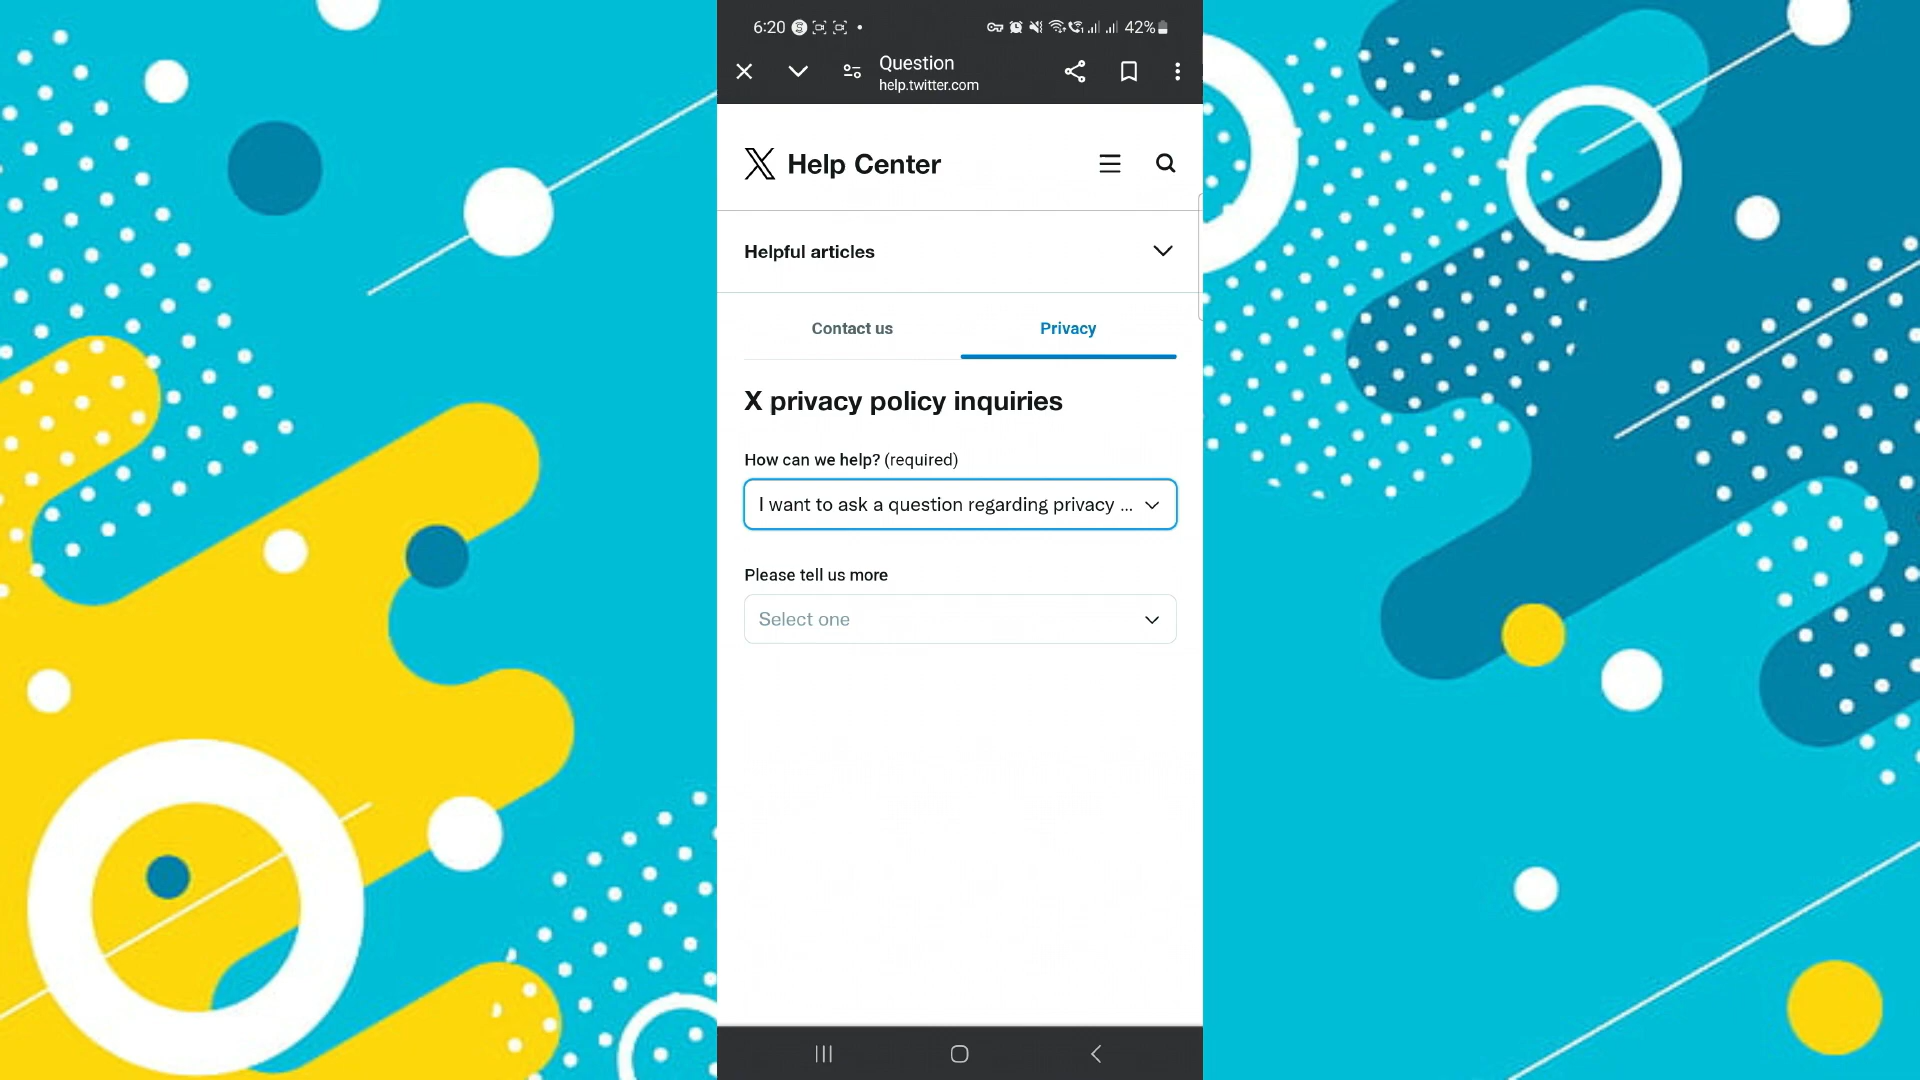 6:20
42%
Question
help.twitter.com
X Help Center
Helpful articles
Contact us
Privacy
X privacy policy inquiries
How can we help? (required)
I want to ask a question regarding privacy ...
Please tell us more
Select one